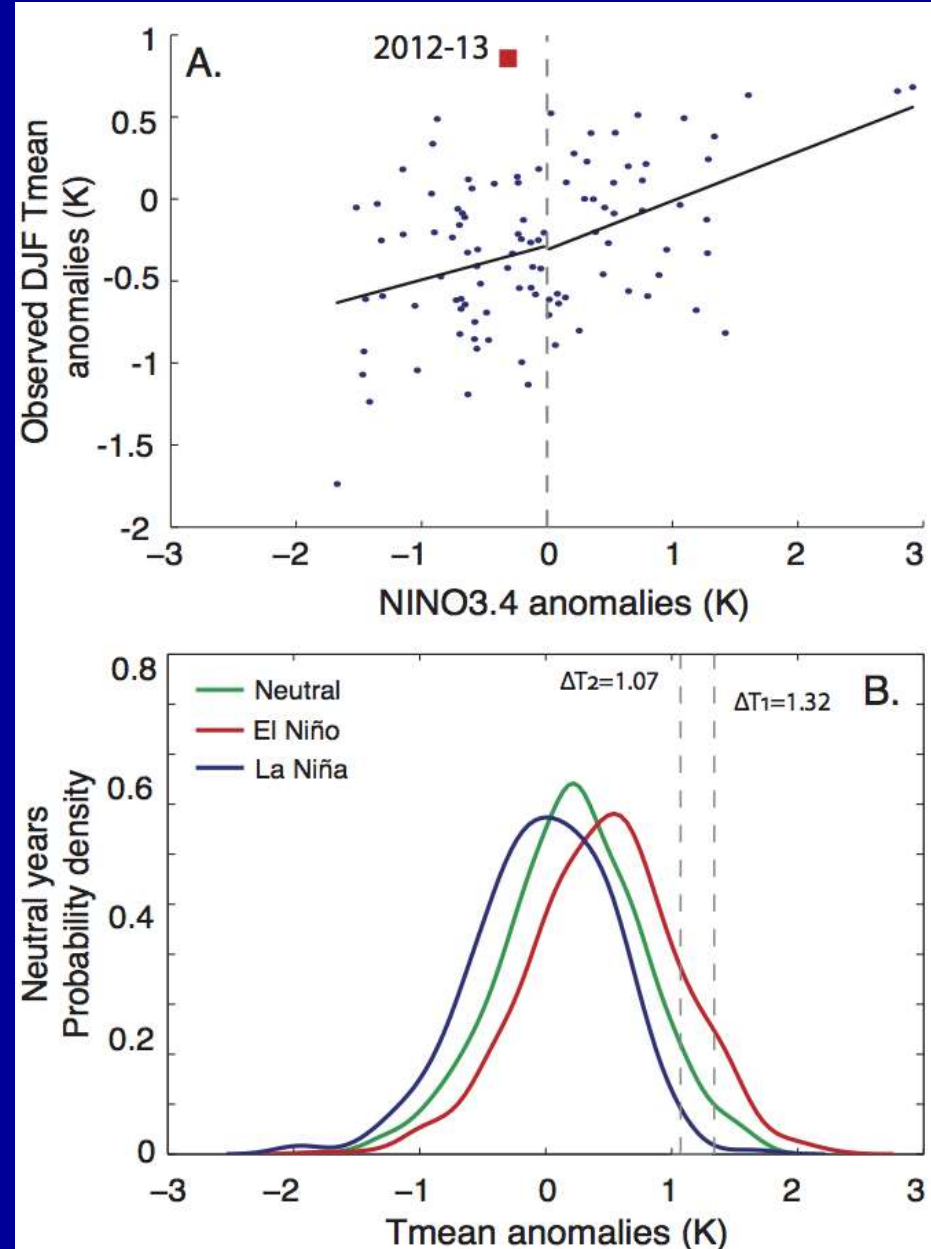 A.
2012-13
1
0.5
0
-0.5
-1
-1.5
-2
Observed DJF Tmean
anomalies (K)
−3 −2 −1 0 1 2 3
NINO3.4 anomalies (K)
B.
Neutral
El Niño
La Niña
ΔT2=1.07
ΔT1=1.32
0.8
0.6
0.4
0.2
0
Neutral years
Probability density
−3 −2 −1 0 1 2 3
Tmean anomalies (K)